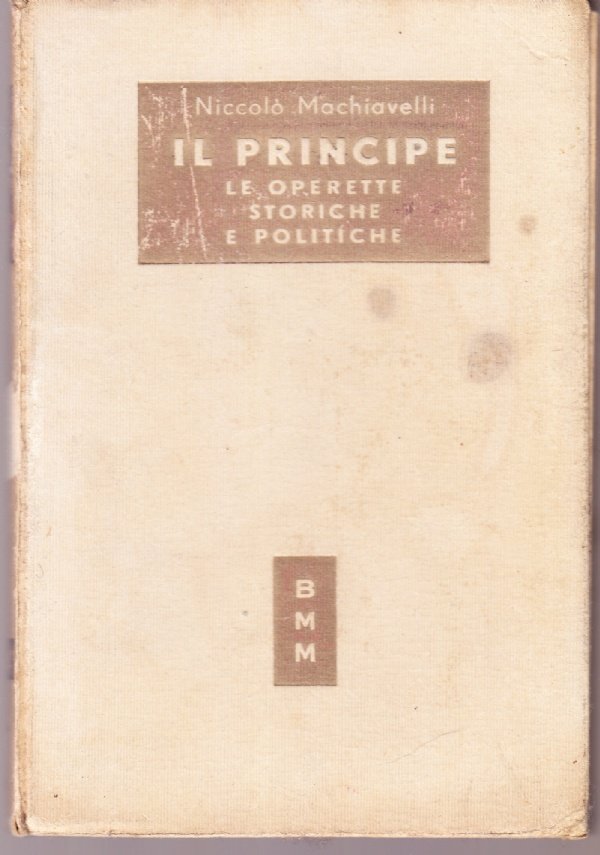 Niccolò Machiavelli
IL PRINCIPE
LE OPERETTE
STORICHE
E POLITICHE
B
M
M